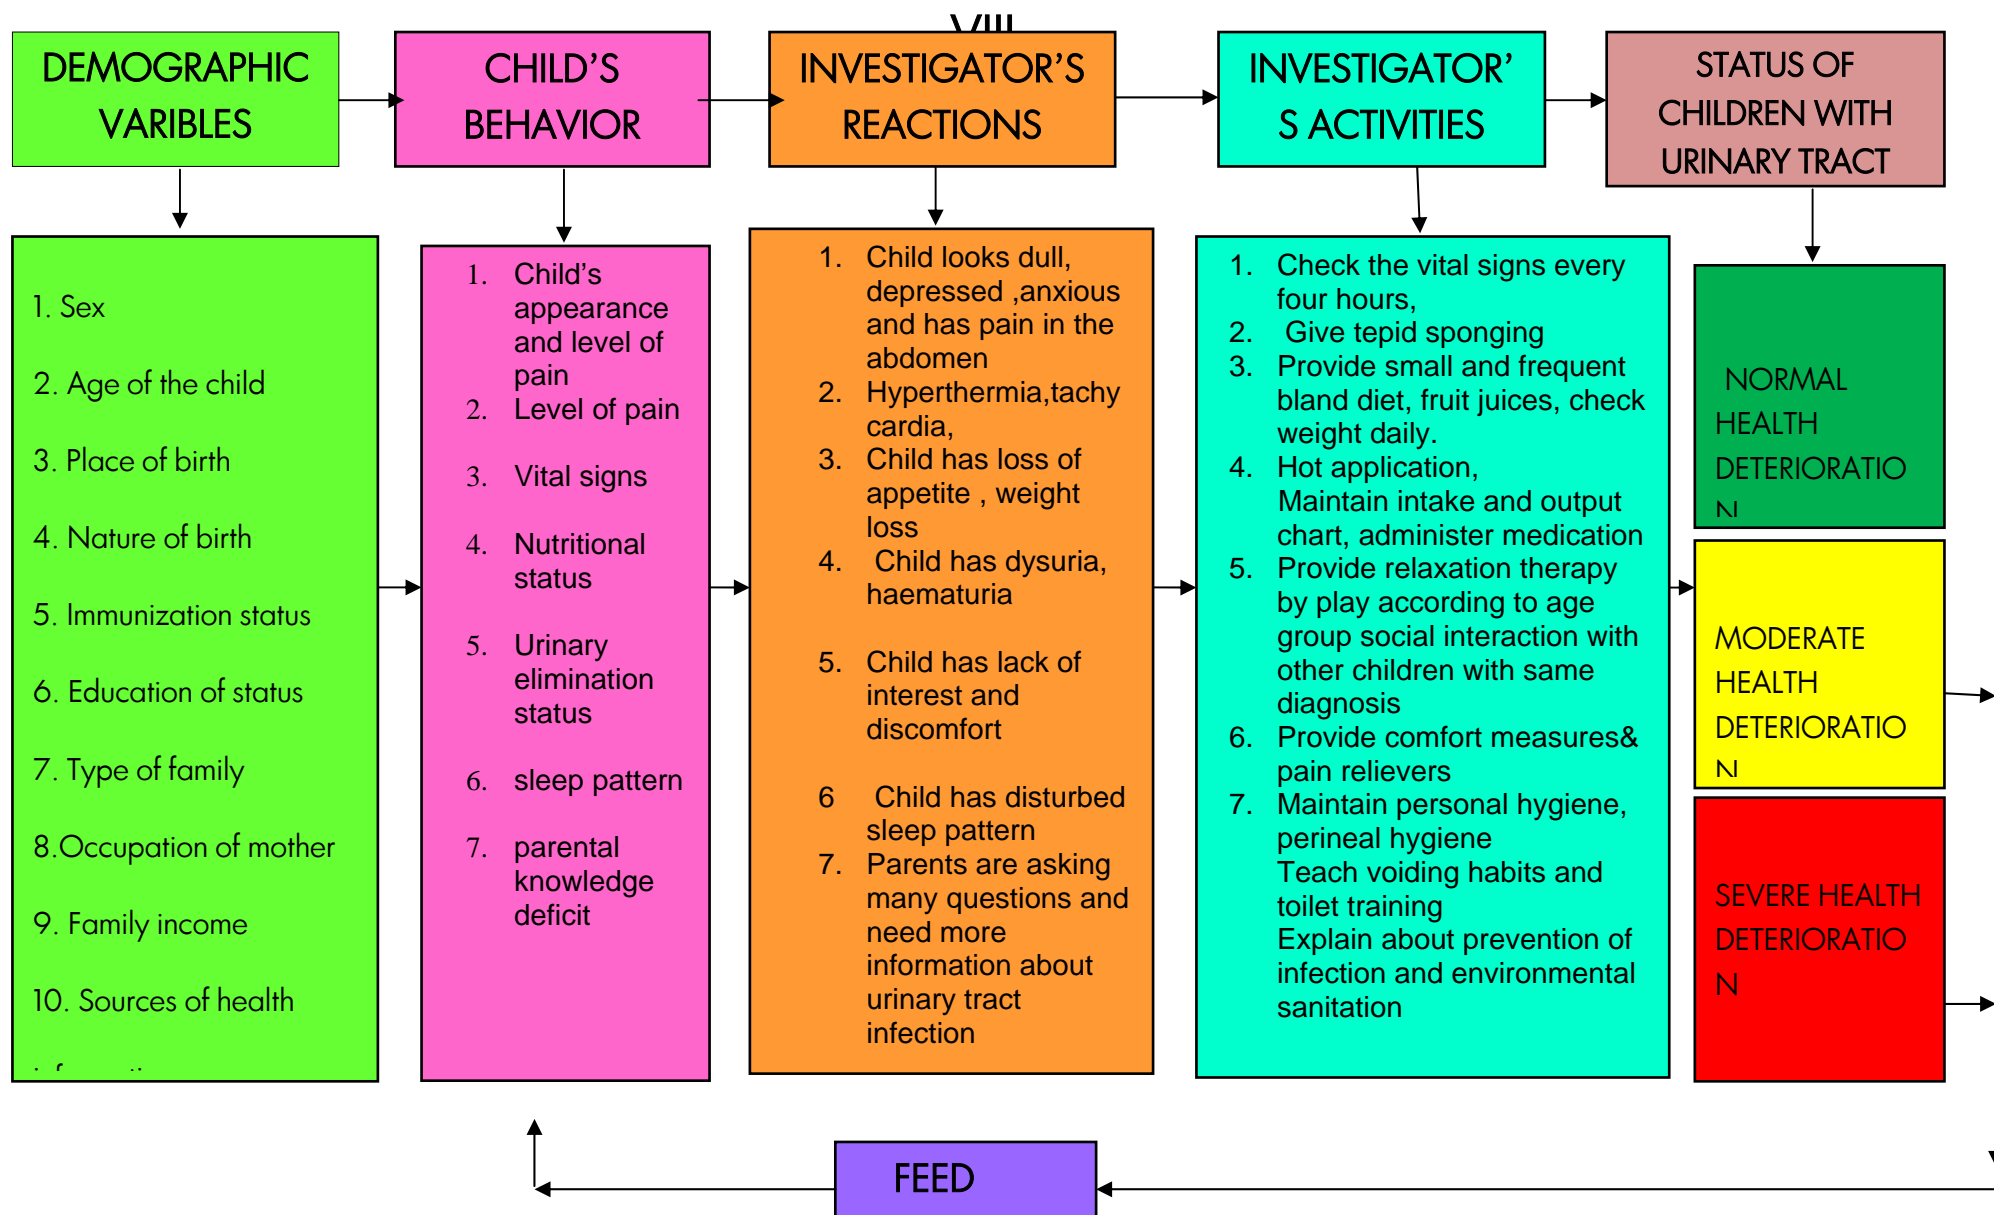 VIII
DEMOGRAPHIC
VARIBLES
CHILD'S
BEHAVIOR
INVESTIGATOR'S
REACTIONS
INVESTIGATOR'
S ACTIVITIES
STATUS OF
CHILDREN WITH
URINARY TRACT
1. Sex
2. Age of the child
3. Place of birth
4. Nature of birth
5. Immunization status
6. Education of status
7. Type of family
8.Occupation of mother
9. Family income
10. Sources of health
1. Child's
appearance
and level of
pain
2. Level of pain
3. Vital signs
4. Nutritional
status
5. Urinary
elimination
status
6. sleep pattern
7. parental
knowledge
deficit
1. Child looks dull,
depressed ,anxious
and has pain in the
abdomen
2. Hyperthermia,tachy
cardia,
3. Child has loss of
appetite , weight
loss
4. Child has dysuria,
haematuria
5. Child has lack of
interest and
discomfort
6 Child has disturbed
sleep pattern
7. Parents are asking
many questions and
need more
information about
urinary tract
infection
1. Check the vital signs every
four hours,
2. Give tepid sponging
3. Provide small and frequent
bland diet, fruit juices, check
weight daily.
4. Hot application,
Maintain intake and output
chart, administer medication
5. Provide relaxation therapy
by play according to age
group social interaction with
other children with same
diagnosis
6. Provide comfort measures&
pain relievers
7. Maintain personal hygiene,
perineal hygiene
Teach voiding habits and
toilet training
Explain about prevention of
infection and environmental
sanitation
NORMAL
HEALTH
DETERIORATIO
N
MODERATE
HEALTH
DETERIORATIO
N
SEVERE HEALTH
DETERIORATIO
N
FEED